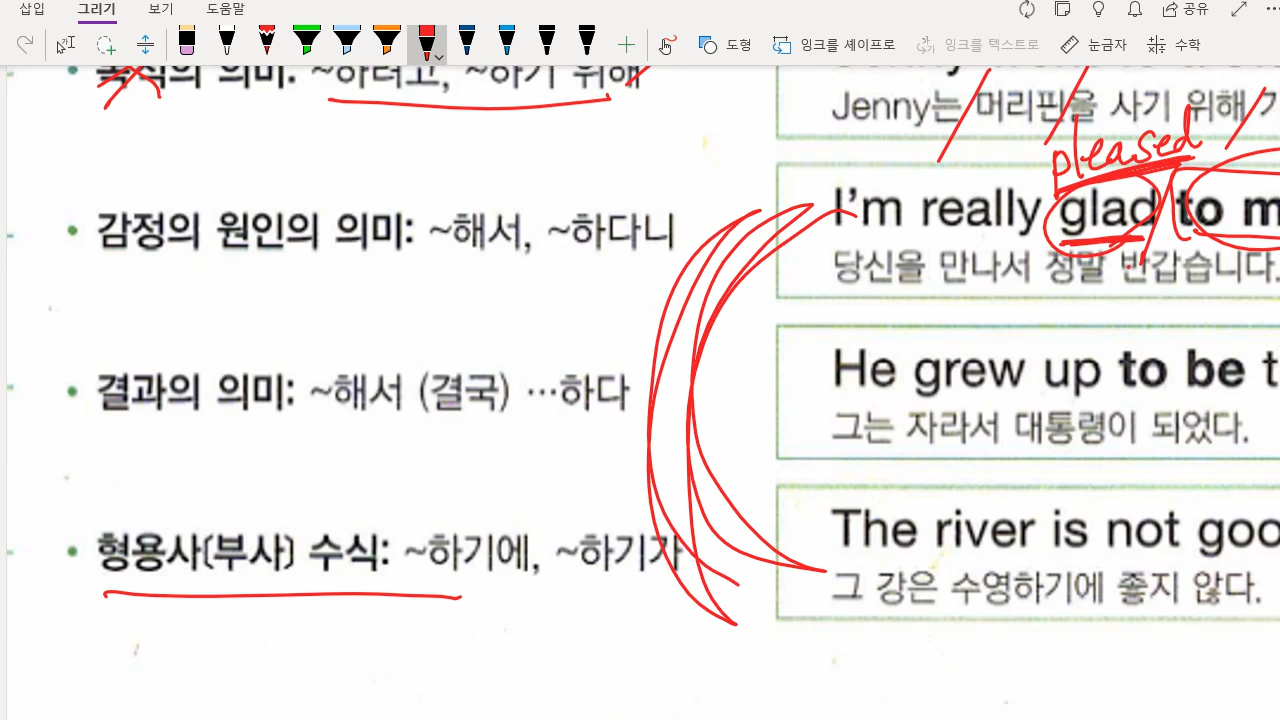 삽입 그리기 보기 도움말 공유
도형 잉크를 셰이프로 잉크를 텍스트로 눈금자 수학
목적의 의미: ~하려고, ~하기 위해
Jenny는 머리핀을 사기 위해
pleased
감정의 원인의 의미: ~해서, ~하다니
I'm really glad to m
당신을 만나서 정말 반갑습니다.
결과의 의미: ~해서 (결국) …하다
He grew up to be t
그는 자라서 대통령이 되었다.
형용사(부사) 수식: ~하기에, ~하기가
The river is not goo
그 강은 수영하기에 좋지 않다.